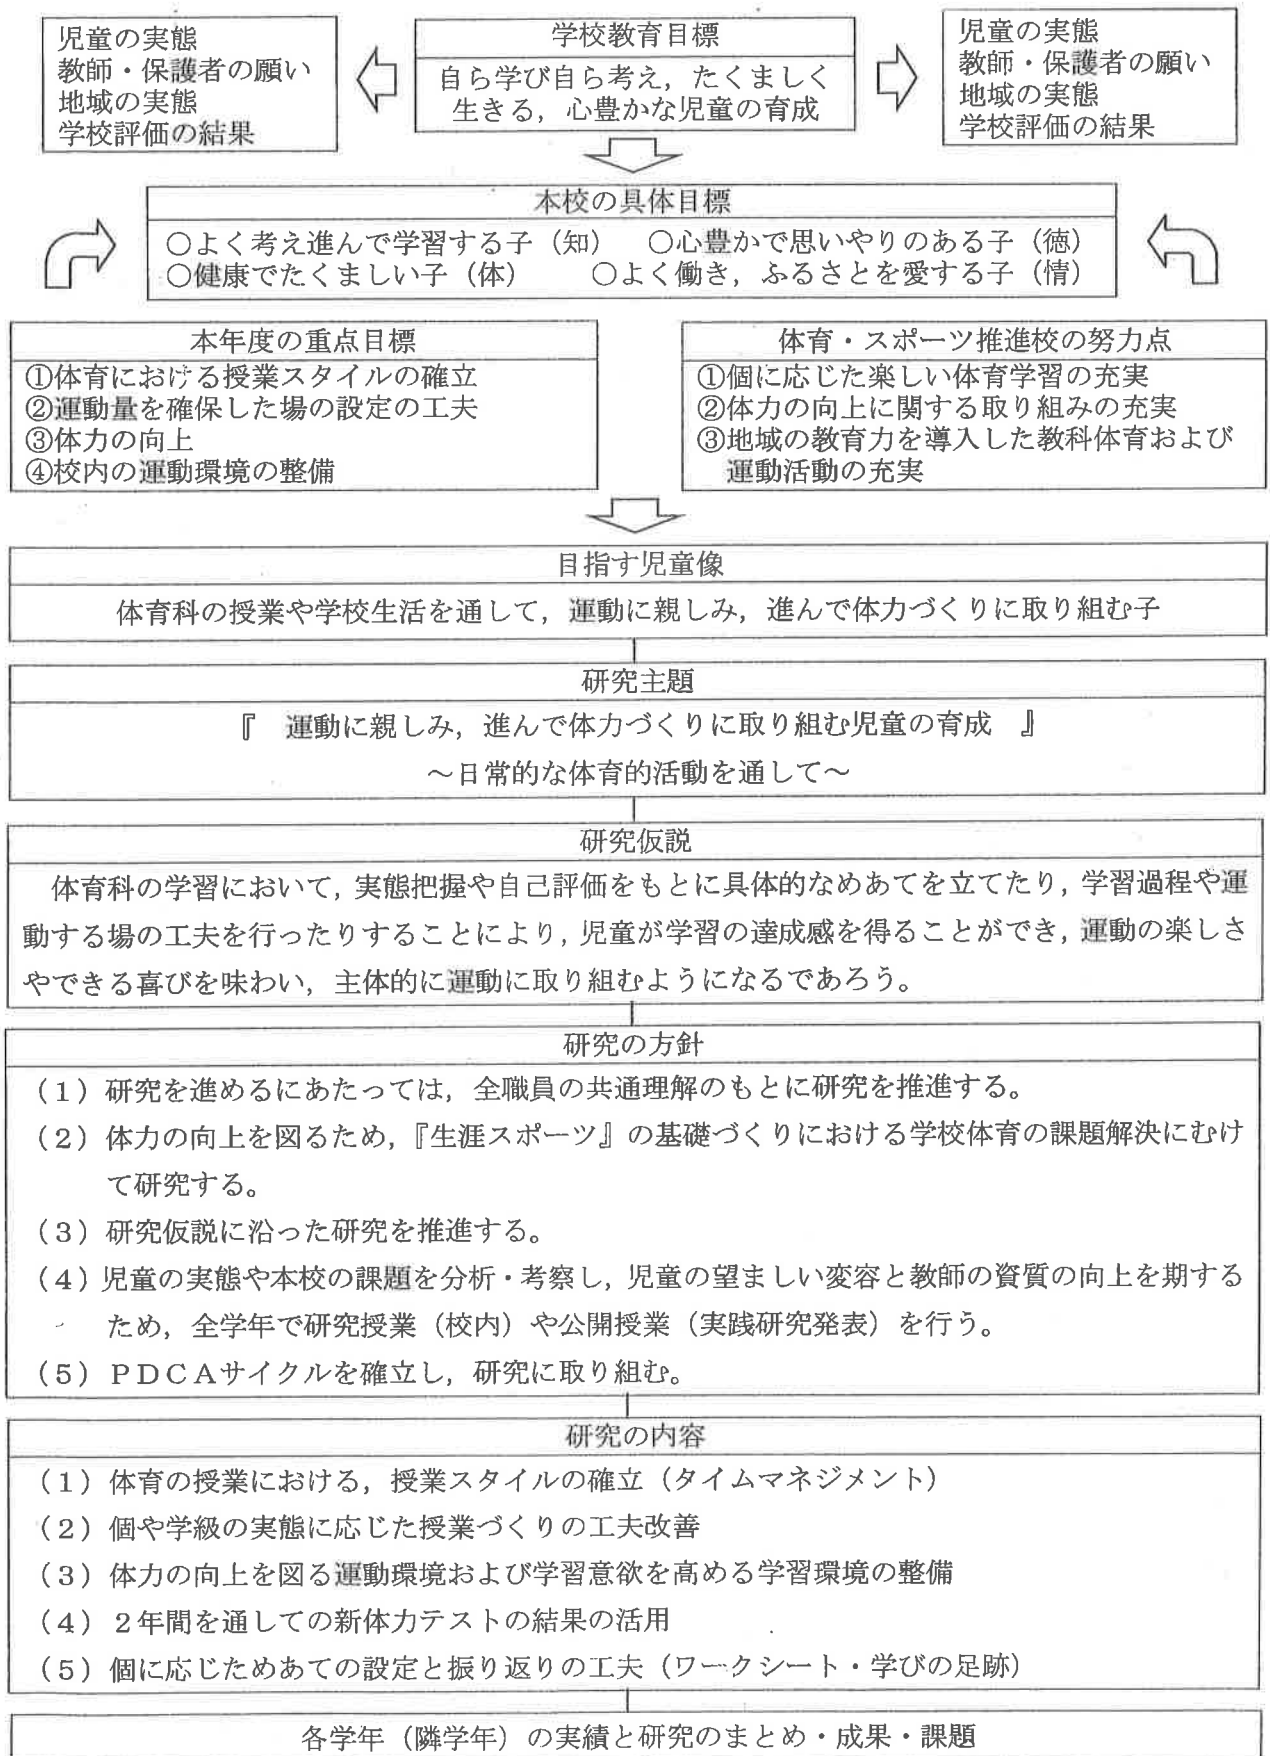 児童の実態
教師・保護者の願い
地域の実態
学校評価の結果
学校教育目標
自ら学び自ら考え，たくましく
生きる，心豊かな児童の育成
児童の実態
教師・保護者の願い
地域の実態
学校評価の結果
本校の具体目標
○よく考え進んで学習する子（知）　○心豊かで思いやりのある子（徳）
○健康でたくましい子（体）　○よく働き，ふるさとを愛する子（情）
本年度の重点目標
①体育における授業スタイルの確立
②運動量を確保した場の設定の工夫
③体力の向上
④校内の運動環境の整備
体育・スポーツ推進校の努力点
①個に応じた楽しい体育学習の充実
②体力の向上に関する取り組みの充実
③地域の教育力を導入した教科体育および
運動活動の充実
目指す児童像
体育科の授業や学校生活を通して，運動に親しみ，進んで体力づくりに取り組む子
研究主題
『　運動に親しみ，進んで体力づくりに取り組む児童の育成　』
～日常的な体育的活動を通して～
研究仮説
体育科の学習において，実態把握や自己評価をもとに具体的なめあてを立てたり，学習過程や運
動する場の工夫を行ったりすることにより，児童が学習の達成感を得ることができ，運動の楽しさ
やできる喜びを味わい，主体的に運動に取り組むようになるであろう。
研究の方針
（１）研究を進めるにあたっては，全職員の共通理解のもとに研究を推進する。
（２）体力の向上を図るため，『生涯スポーツ』の基礎づくりにおける学校体育の課題解決にむけ
て研究する。
（３）研究仮説に沿った研究を推進する。
（４）児童の実態や本校の課題を分析・考察し，児童の望ましい変容と教師の資質の向上を期する
ため，全学年で研究授業（校内）や公開授業（実践研究発表）を行う。
（５）ＰＤＣＡサイクルを確立し，研究に取り組む。
研究の内容
（１）体育の授業における，授業スタイルの確立（タイムマネジメント）
（２）個や学級の実態に応じた授業づくりの工夫改善
（３）体力の向上を図る運動環境および学習意欲を高める学習環境の整備
（４）２年間を通しての新体力テストの結果の活用
（５）個に応じためあての設定と振り返りの工夫（ワークシート・学びの足跡）
各学年（隣学年）の実績と研究のまとめ・成果・課題